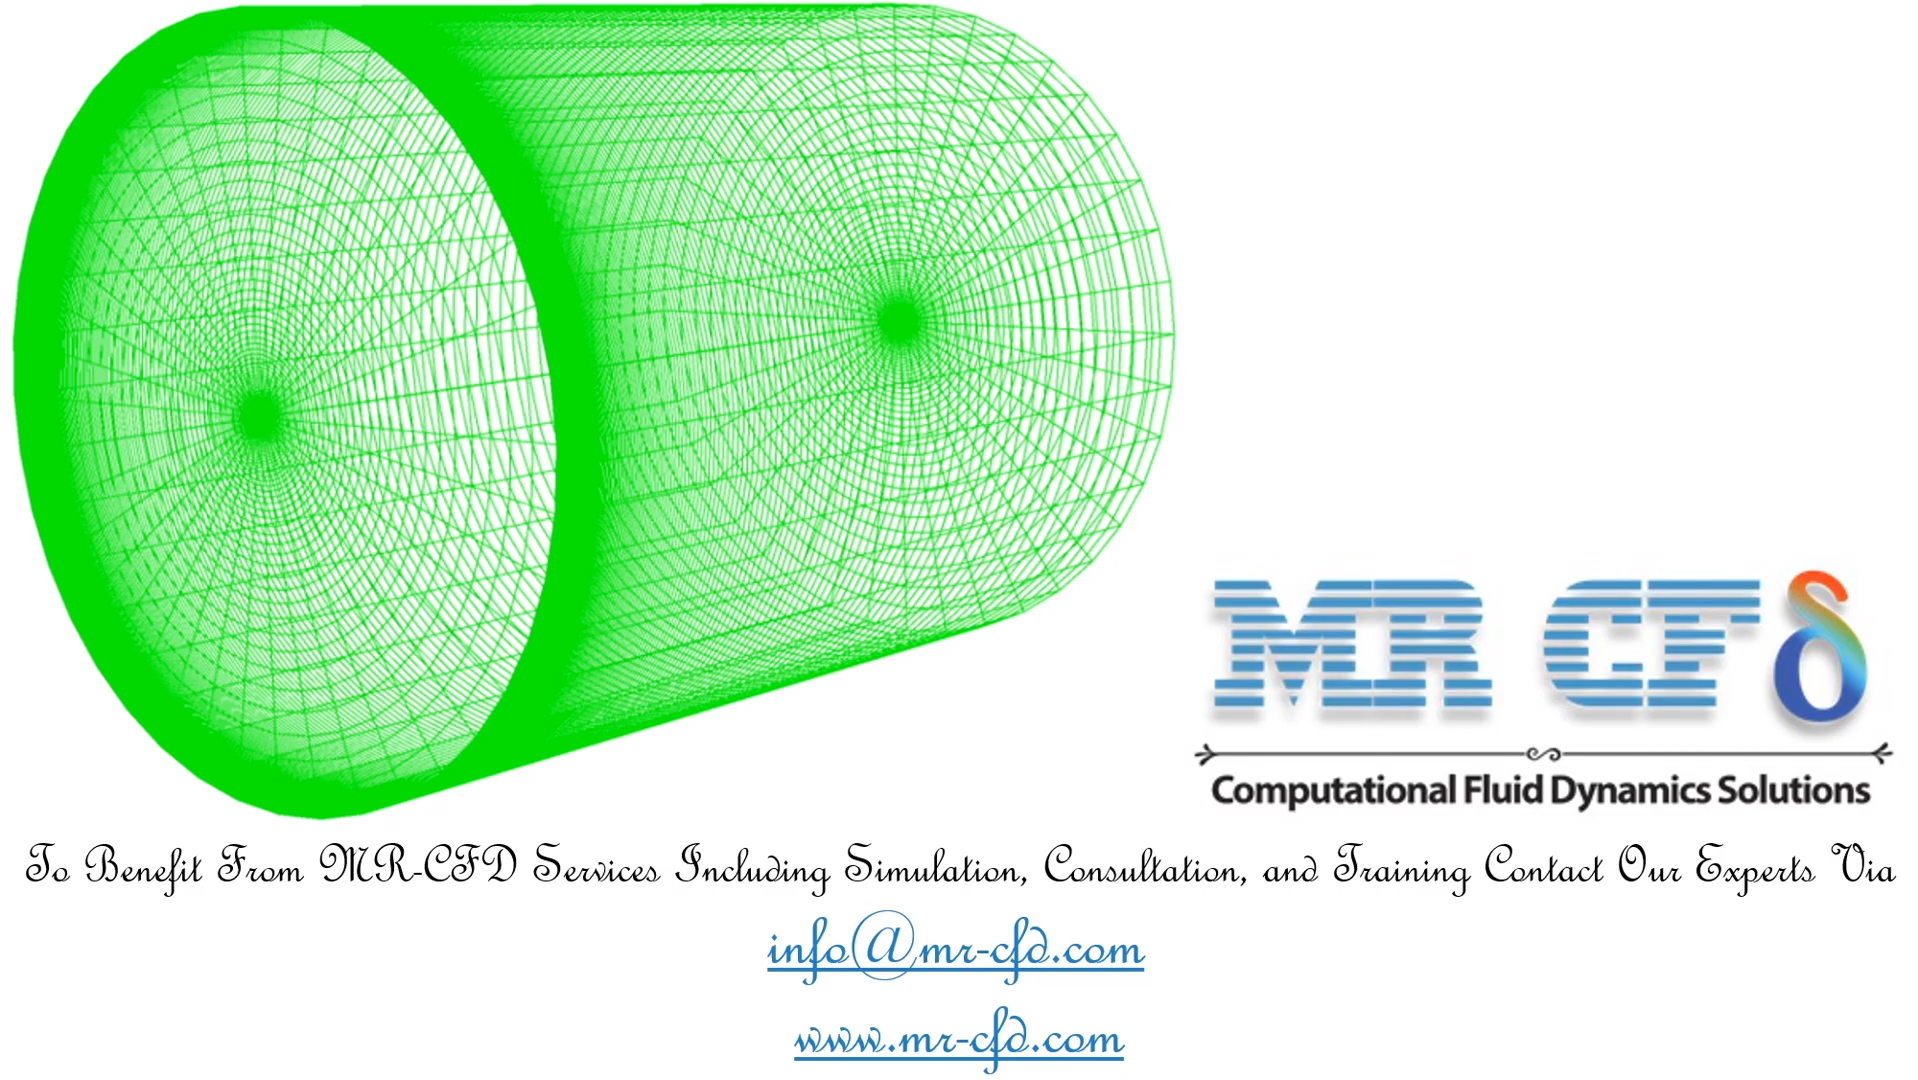 MR CFδ
Computational Fluid Dynamics Solutions
To Benefit From MR-CFD Services Including Simulation, Consultation, and Training Contact Our Experts Via
info@mr-cfd.com
www.mr-cfd.com